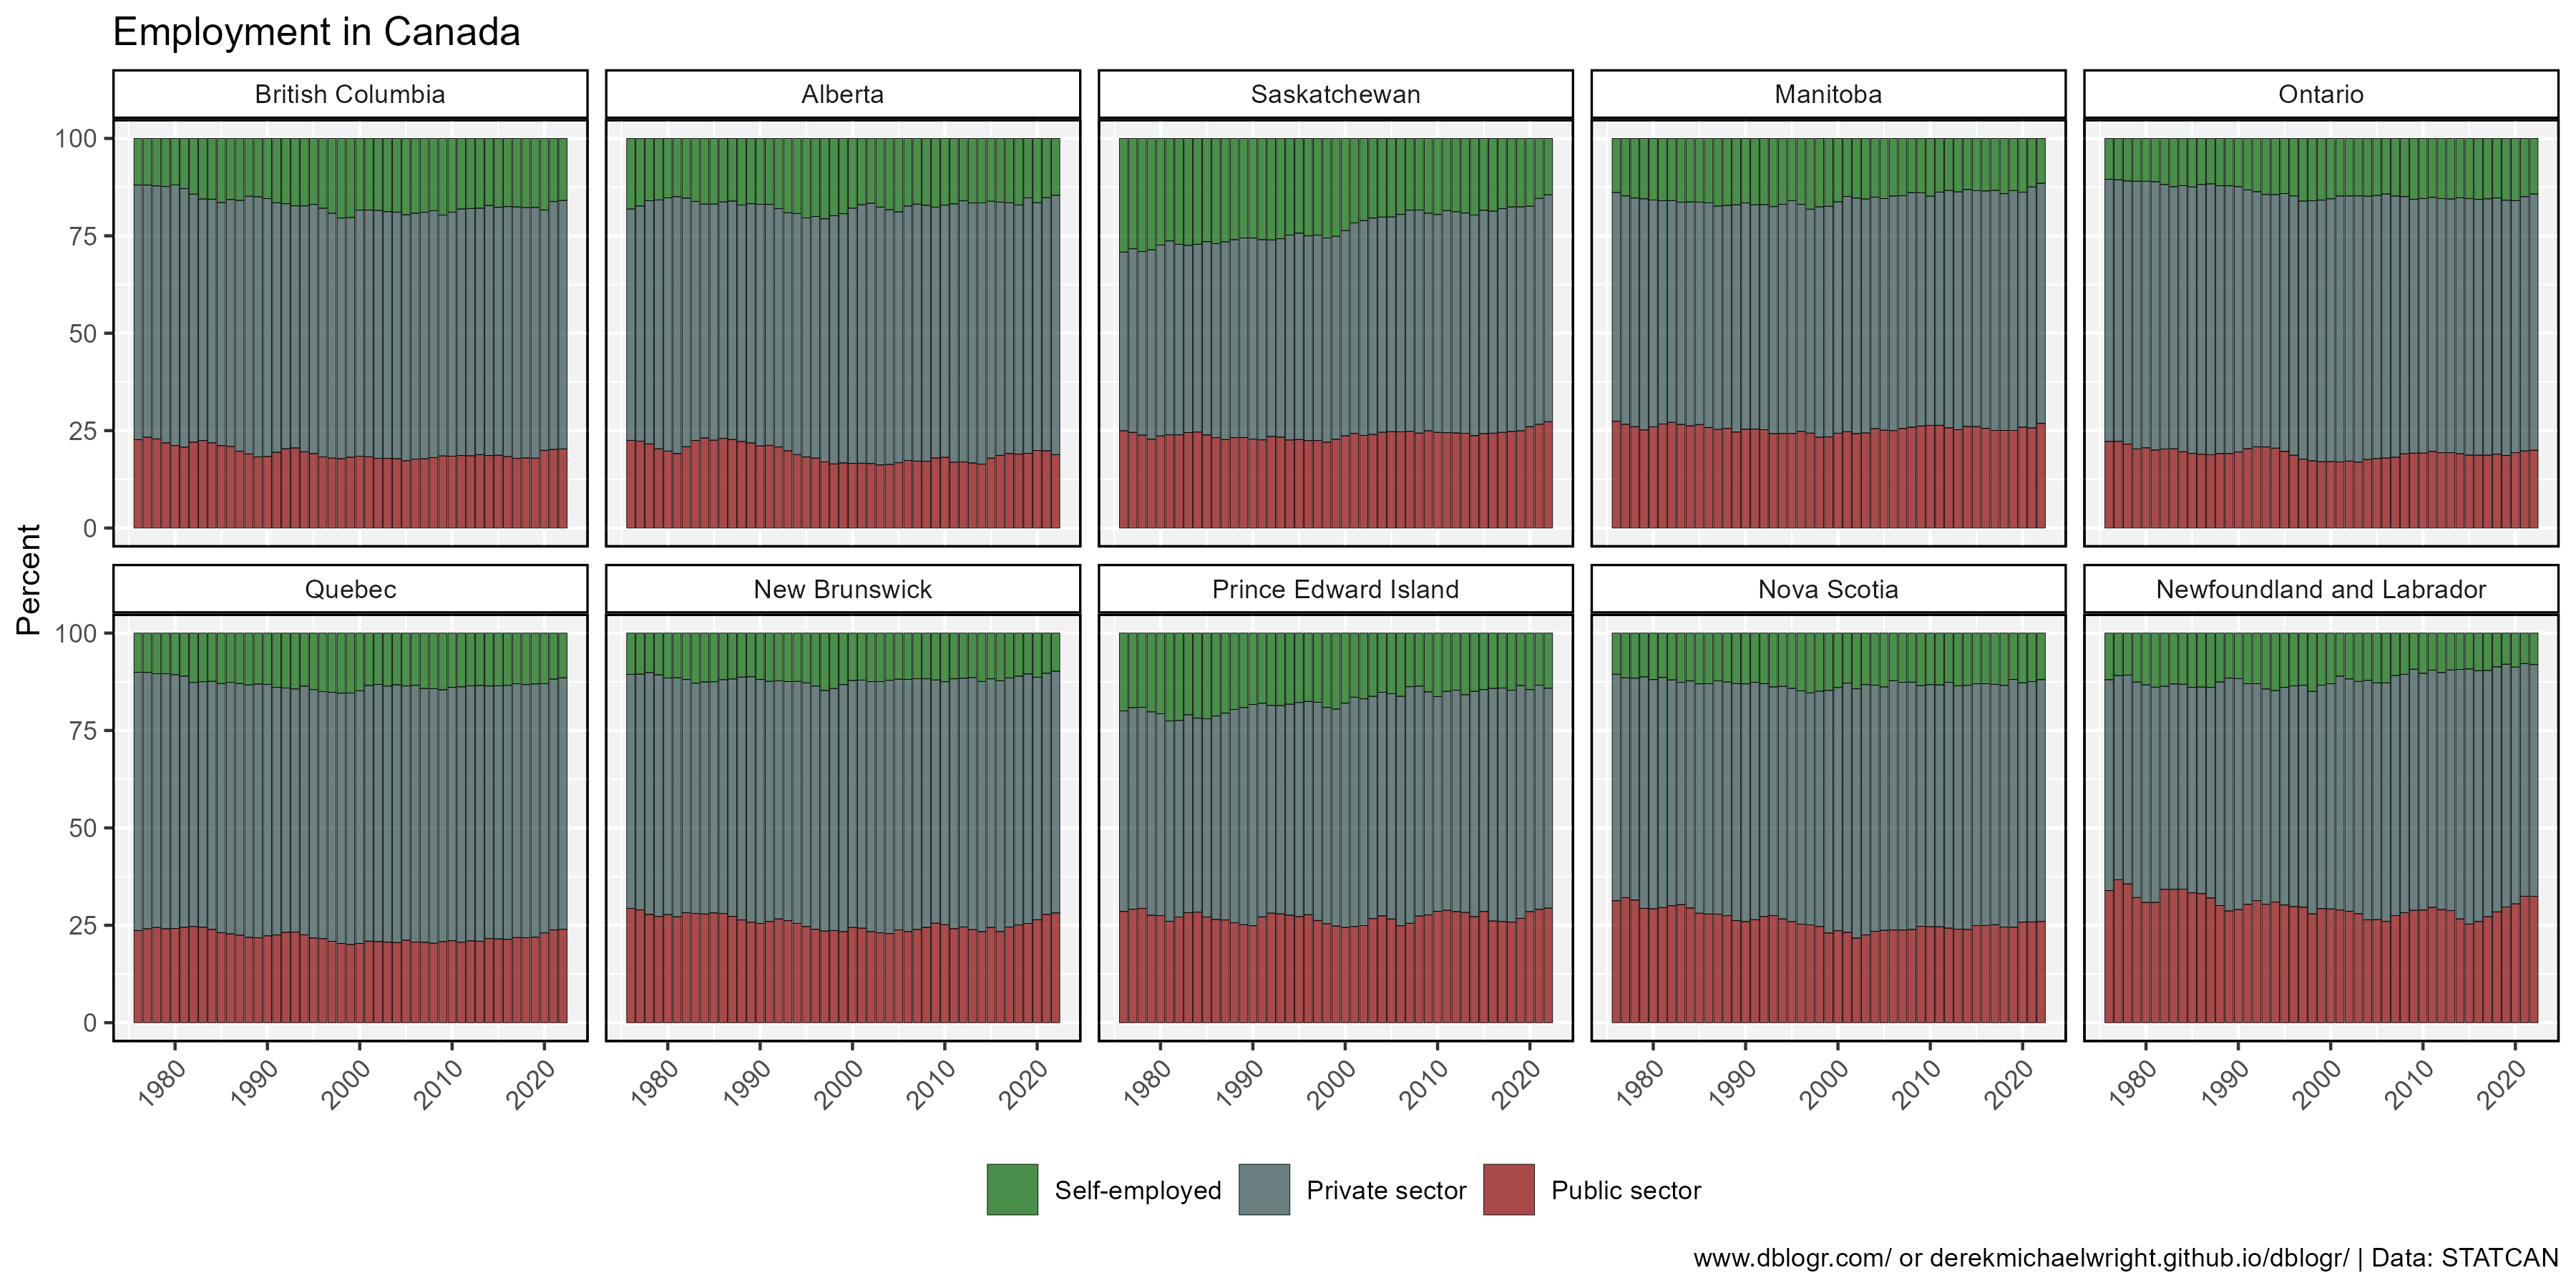 Employment in Canada
British Columbia Alberta Saskatchewan Manitoba Ontario
100
75
50
25
0
Percent
Quebec New Brunswick Prince Edward Island Nova Scotia Newfoundland and Labrador
100
75
50
25
0
1980 1990 2000 2010 2020 1980 1990 2000 2010 2020 1980 1990 2000 2010 2020 1980 1990 2000 2010 2020 1980 1990 2000 2010 2020
Self-employed Private sector Public sector
www.dblogr.com/ or derekmichaelwright.github.io/dblogr/ | Data: STATCAN